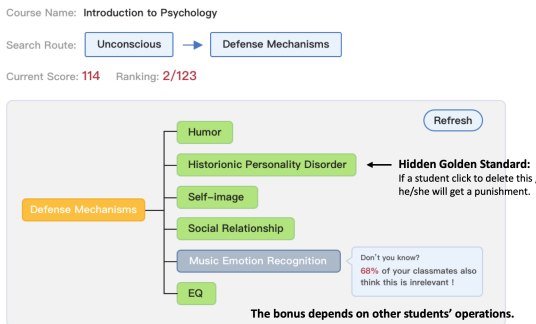 Course Name: Introduction to Psychology
Search Route: Unconscious Defense Mechanisms
Current Score: 114 Ranking: 2/123
Refresh
Humor
Historionic Personality Disorder
Hidden Golden Standard:
If a student click to delete this ,
he/she will get a punishment.
Self-image
Defense Mechanisms
Social Relationship
Music Emotion Recognition
Don't you know?
68% of your classmates also
think this is irrelevant !
EQ
The bonus depends on other students' operations.